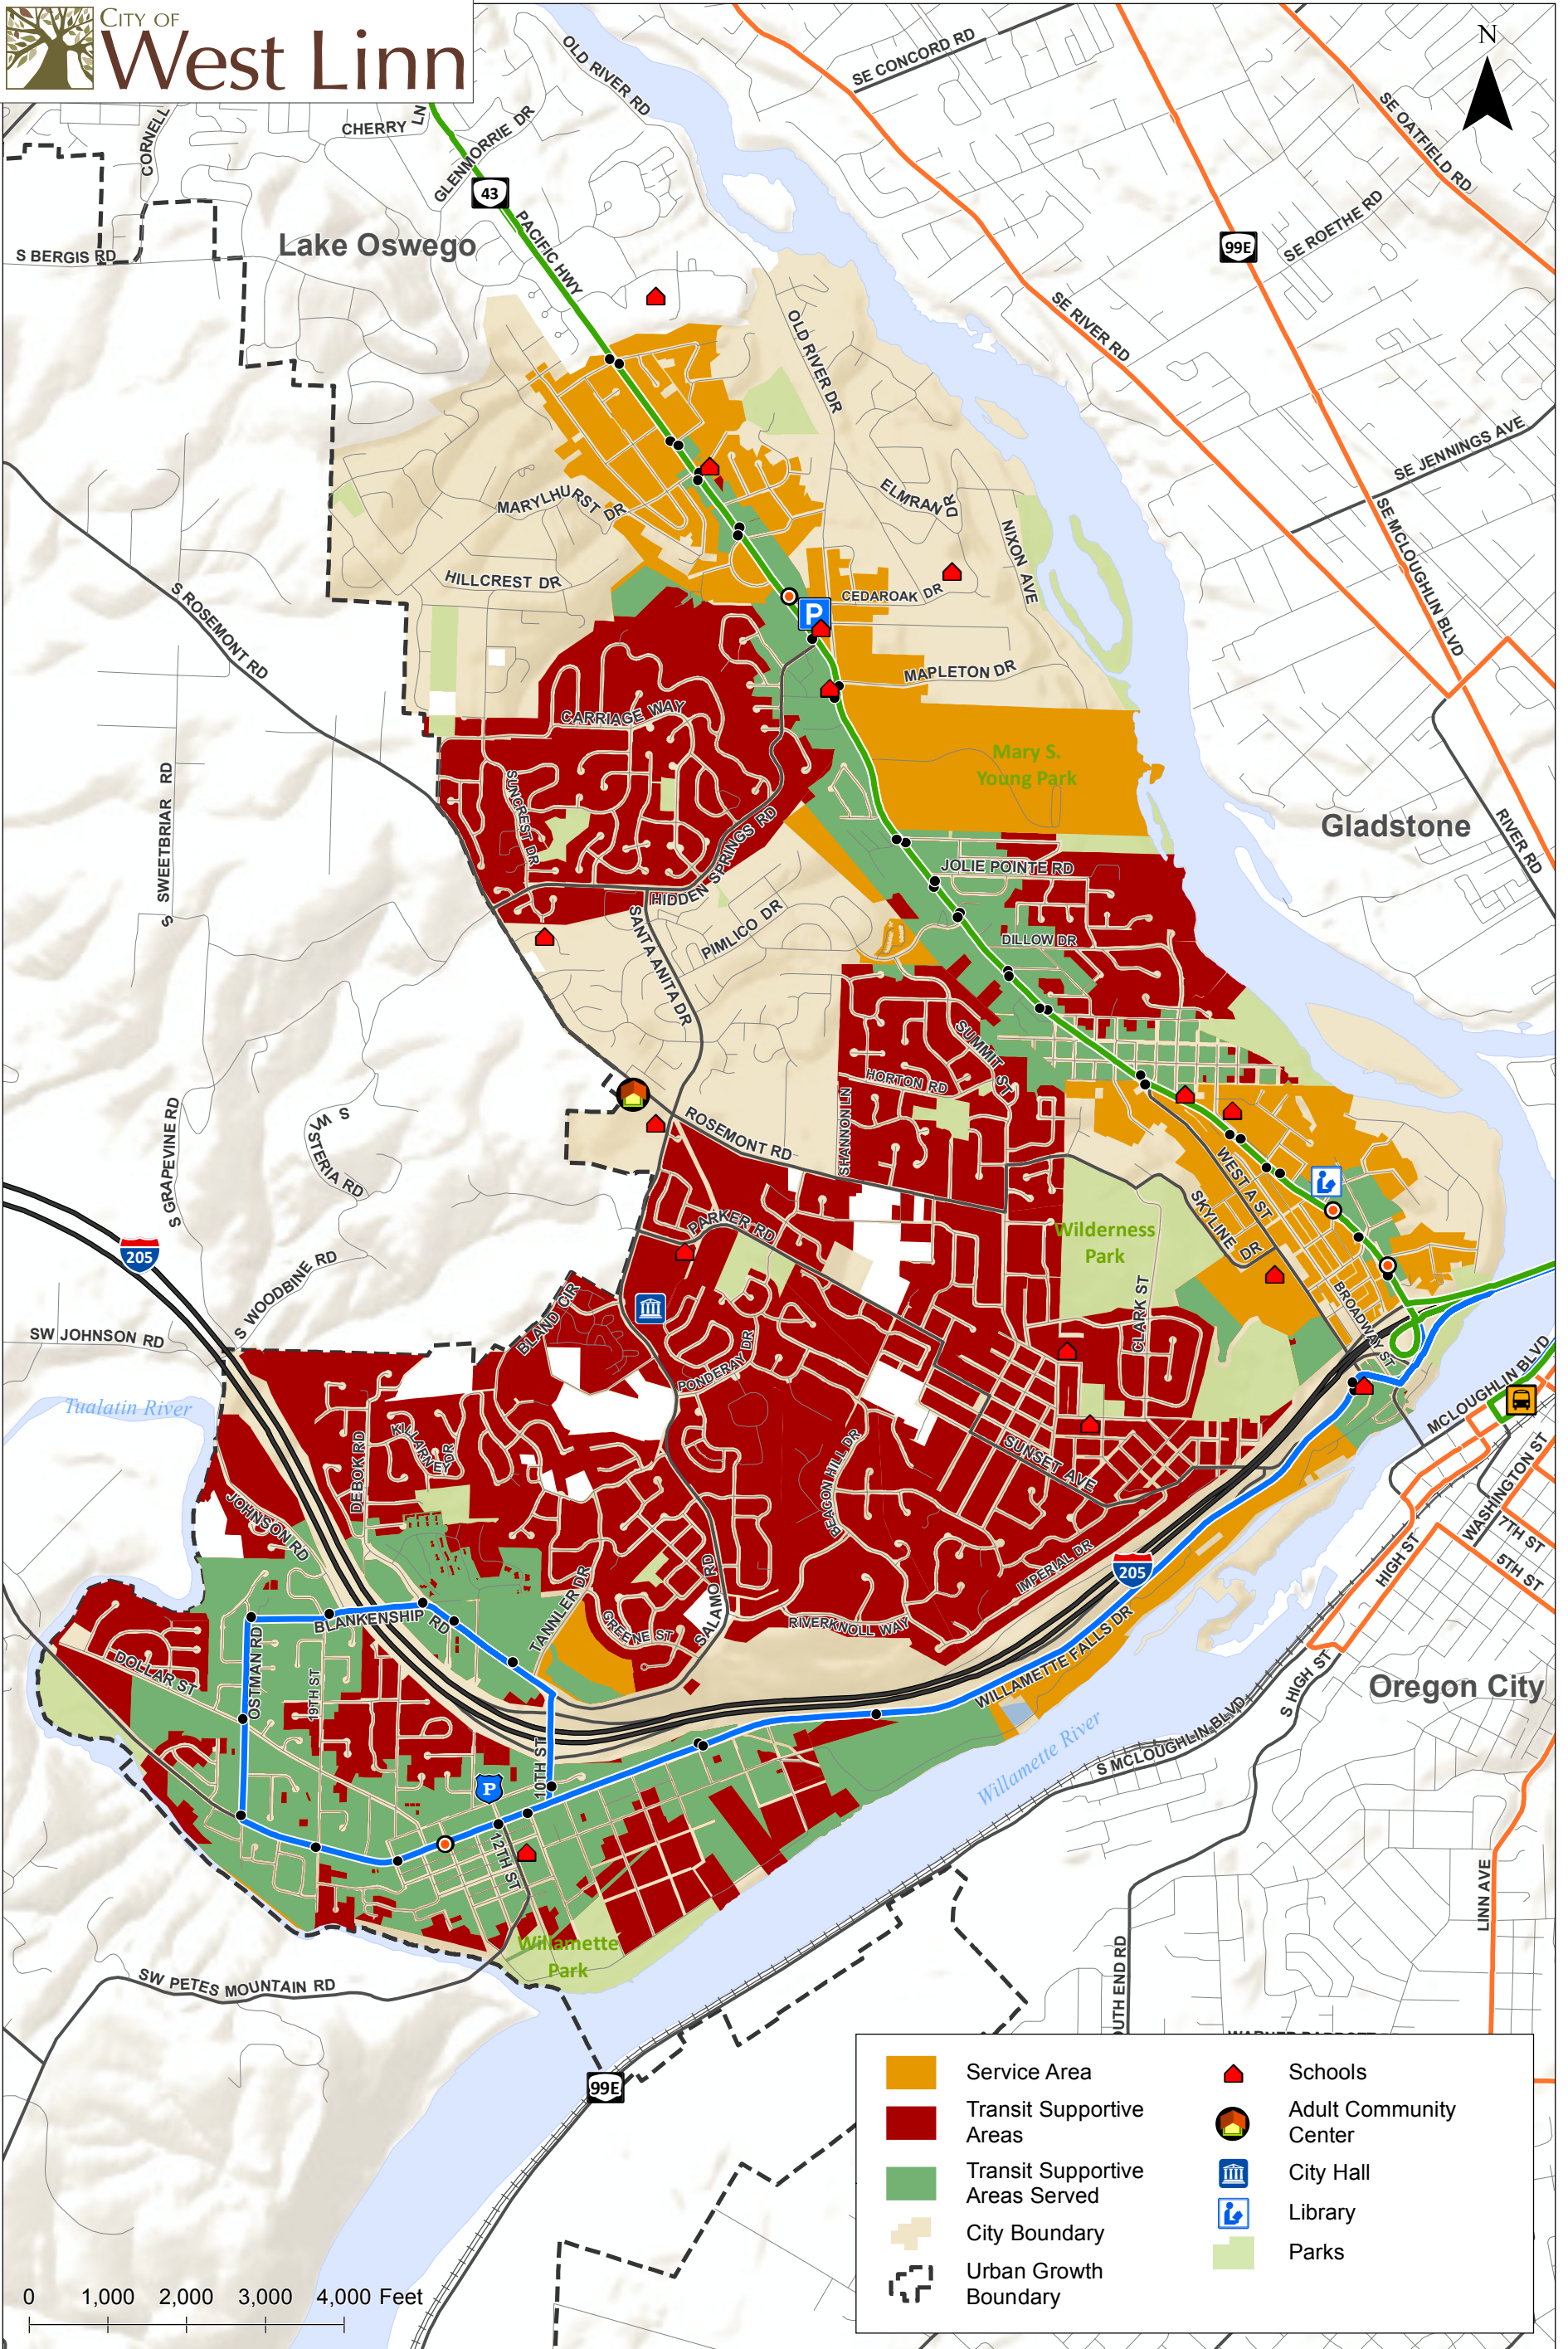 CITY OF
West Linn
N
OLD RIVER RD
SE CONCORD RD
SE OATFIELD RD
CORNELL
CHERRY LN
GLENMORRIE DR
43
PACIFIC HWY
Lake Oswego
S BERGIS RD
99E
SE ROETHE RD
SE RIVER RD
OLD RIVER DR
SE JENNINGS AVE
SE MCLOUGHLIN BLVD
MARYLHURST DR
ELMRAN DR
NIXON AVE
HILLCREST DR
CEDAROAK DR
P
S ROSEMONT RD
MAPLETON DR
CARRIAGE WAY
Mary S.
Young Park
SUNCREST DR
S SWEETBRIAR RD
Gladstone
RIVER RD
HIDDEN SPRINGS RD
JOLIE POINTE RD
SANTA ANITA DR
PIMLICO DR
DILLOW DR
SUMMIT ST
HORTON RD
SHANNON LN
ROSEMONT RD
S GRAPEVINE RD
S WISTERIA RD
WEST A ST
SKYLINE DR
PARKER RD
Wilderness
Park
205
S WOODBINE RD
SW JOHNSON RD
BLAND CIR
CLARK ST
BROADWAY ST
PONDERAY DR
MCLOUGHLIN BLVD
Tualatin River
KILLARNEY DR
DEBOK RD
SUNSET AVE
BEACON HILL DR
WASHINGTON ST
7TH ST
5TH ST
HIGH ST
JOHNSON RD
IMPERIAL DR
205
TANNLER DR
GREENE ST
SALAMO RD
RIVERKNOLL WAY
BLANKENSHIP RD
DOLLAR ST
OSTMAN RD
19TH ST
WILLAMETTE FALLS DR
S HIGH ST
Oregon City
Willamette River
S MCLOUGHLIN BLVD
10TH ST
P
12TH ST
LINN AVE
Willamette
Park
SW PETES MOUNTAIN RD
99E
Service Area
Transit Supportive
Areas
Transit Supportive
Areas Served
City Boundary
Urban Growth
Boundary
Schools
Adult Community
Center
City Hall
Library
Parks
0 1,000 2,000 3,000 4,000 Feet